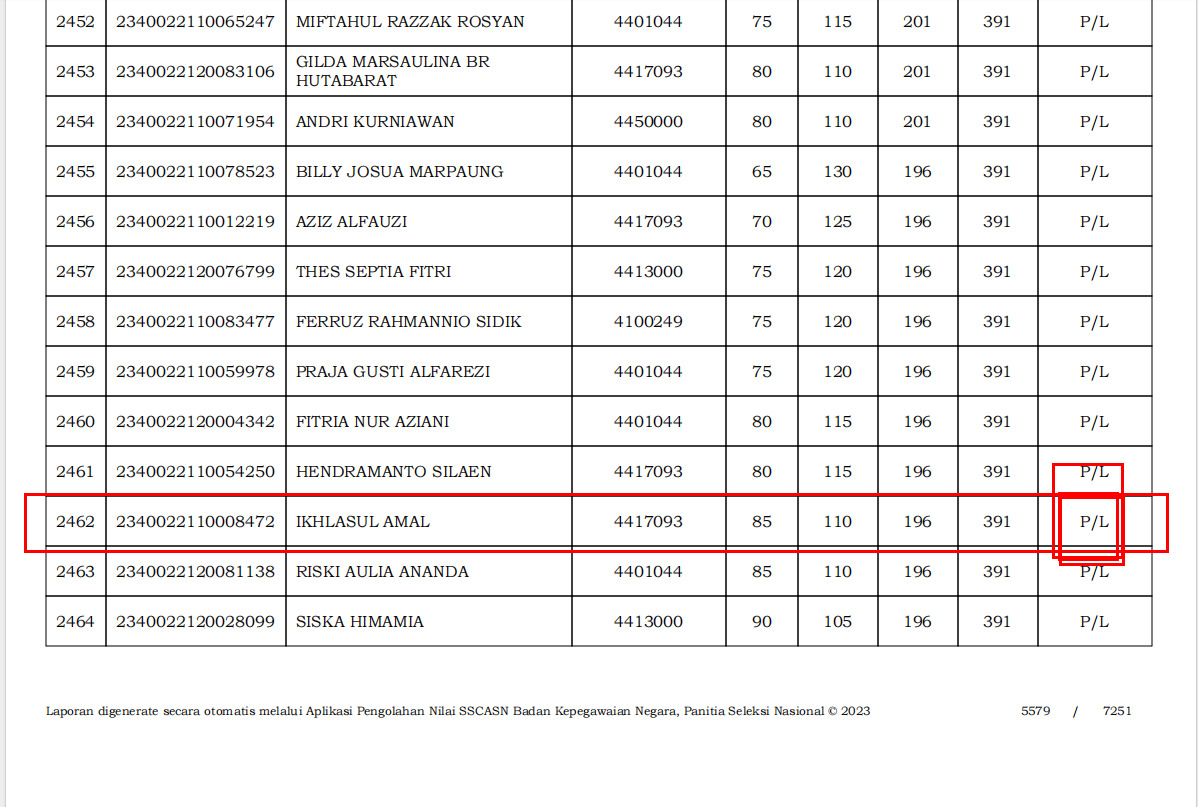 2452 2340022110065247 MIFTAHUL RAZZAK ROSYAN 4401044 75 115 201 391 P/L
2453 2340022120083106 GILDA MARSAULINA BR HUTABARAT 4417093 80 110 201 391 P/L
2454 2340022110071954 ANDRI KURNIAWAN 4450000 80 110 201 391 P/L
2455 2340022110078523 BILLY JOSUA MARPAUNG 4401044 65 130 196 391 P/L
2456 2340022110012219 AZIZ ALFAUZI 4417093 70 125 196 391 P/L
2457 2340022120076799 THES SEPTIA FITRI 4413000 75 120 196 391 P/L
2458 2340022110083477 FERRUZ RAHMANNIO SIDIK 4100249 75 120 196 391 P/L
2459 2340022110059978 PRAJA GUSTI ALFAREZI 4401044 75 120 196 391 P/L
2460 2340022120004342 FITRIA NUR AZIANI 4401044 80 115 196 391 P/L
2461 2340022110054250 HENDRAMANTO SILAEN 4417093 80 115 196 391 P/L
2462 2340022110008472 IKHLASUL AMAL 4417093 85 110 196 391 P/L
2463 2340022120081138 RISKI AULIA ANANDA 4401044 85 110 196 391 P/L
2464 2340022120028099 SISKA HIMAMIA 4413000 90 105 196 391 P/L
Laporan digenerate secara otomatis melalui Aplikasi Pengolahan Nilai SSCASN Badan Kepegawaian Negara, Panitia Seleksi Nasional © 2023 5579 / 7251